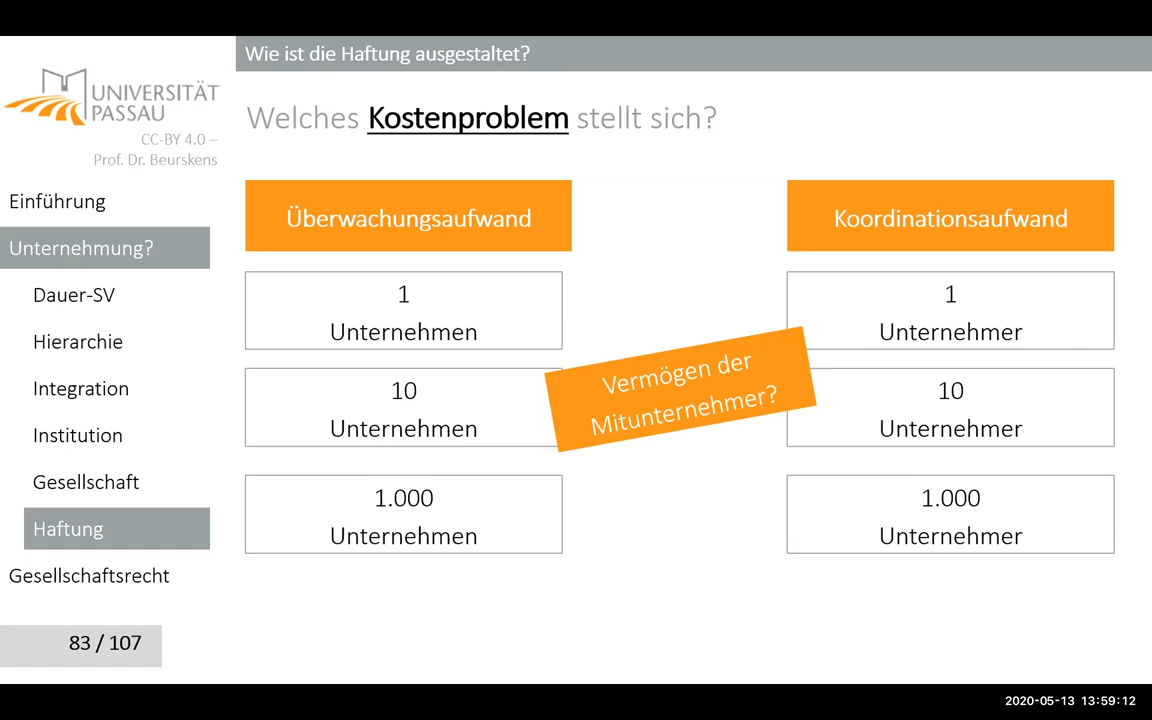 Wie ist die Haftung ausgestaltet?
UNIVERSITÄT
PASSAU
CC-BY 4.0 –
Prof. Dr. Beurskens
Welches Kostenproblem stellt sich?
Einführung
Unternehmung?
Dauer-SV
Hierarchie
Integration
Institution
Gesellschaft
Haftung
Gesellschaftsrecht
83 / 107
Überwachungsaufwand
1
Unternehmen
10
Unternehmen
1.000
Unternehmen
Vermögen der
Mitunternehmer?
Koordinationsaufwand
1
Unternehmer
10
Unternehmer
1.000
Unternehmer
2020-05-13 13:59:12